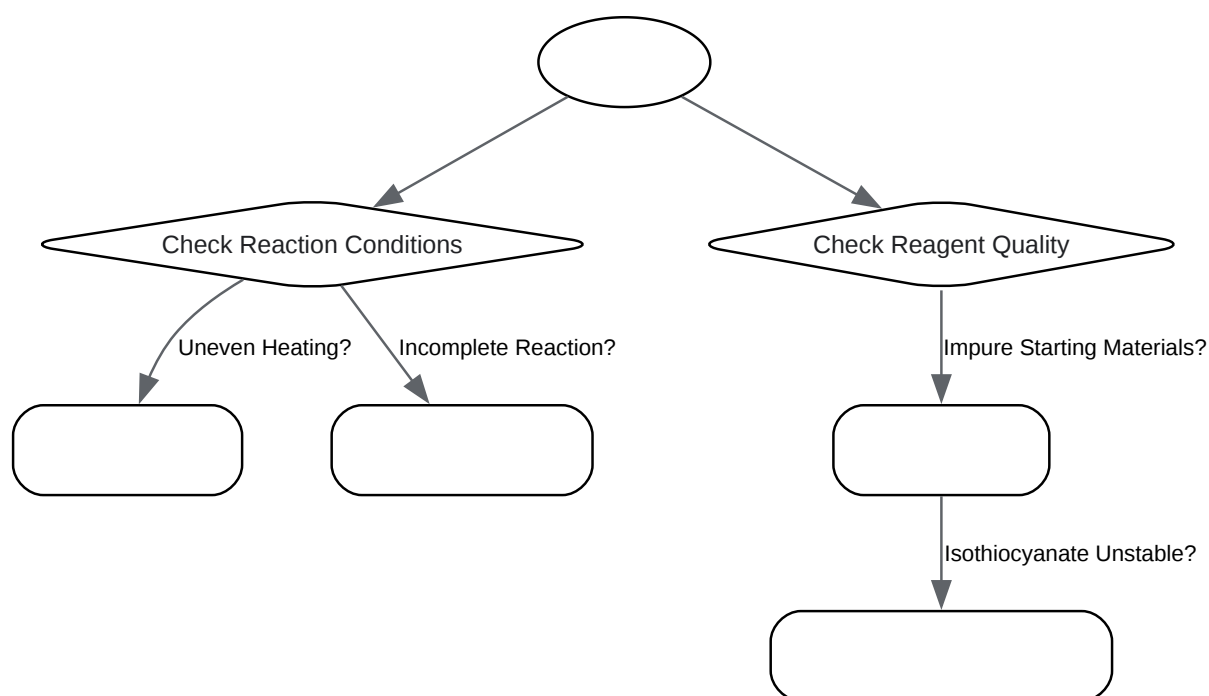 Check Reaction Conditions
Check Reagent Quality
Uneven Heating?
Incomplete Reaction?
Impure Starting Materials?
Isothiocyanate Unstable?